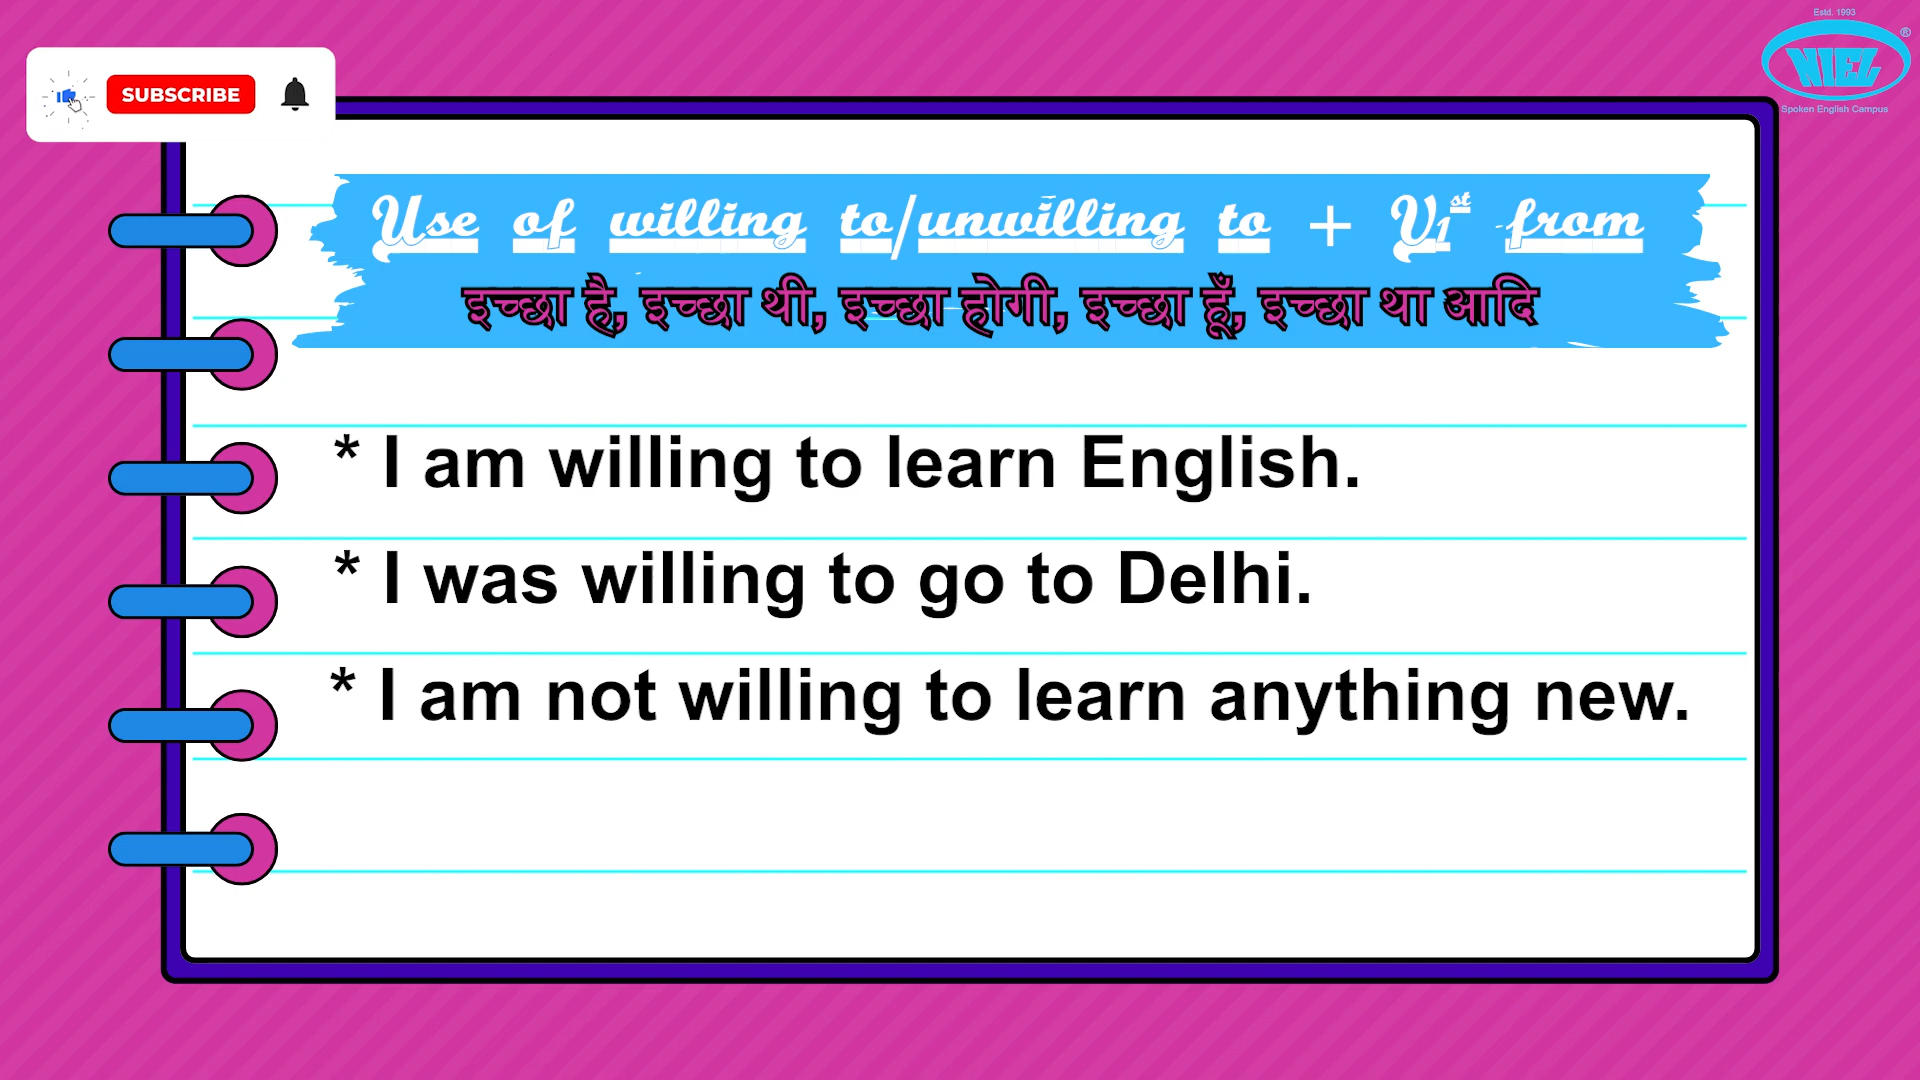 Estd. 1993
NIEL ®
Spoken English Campus
SUBSCRIBE
Use of willing to/unwilling to + V1st from
इच्छा है, इच्छा थी, इच्छा होगी, इच्छा हूँ, इच्छा था आदि
* I am willing to learn English.
* I was willing to go to Delhi.
* I am not willing to learn anything new.